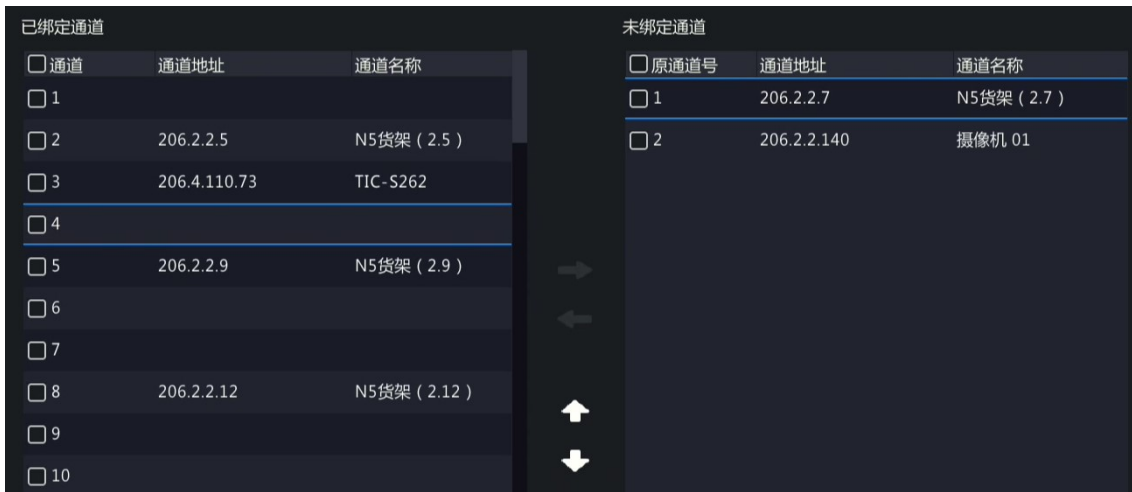 已绑定通道
通道 通道地址 通道名称
1
2 206.2.2.5 N5货架（2.5）
3 206.4.110.73 TIC-S262
4
5 206.2.2.9 N5货架（2.9）
6
7
8 206.2.2.12 N5货架（2.12）
9
10
未绑定通道
原通道号 通道地址 通道名称
1 206.2.2.7 N5货架（2.7）
2 206.2.2.140 摄像机 01